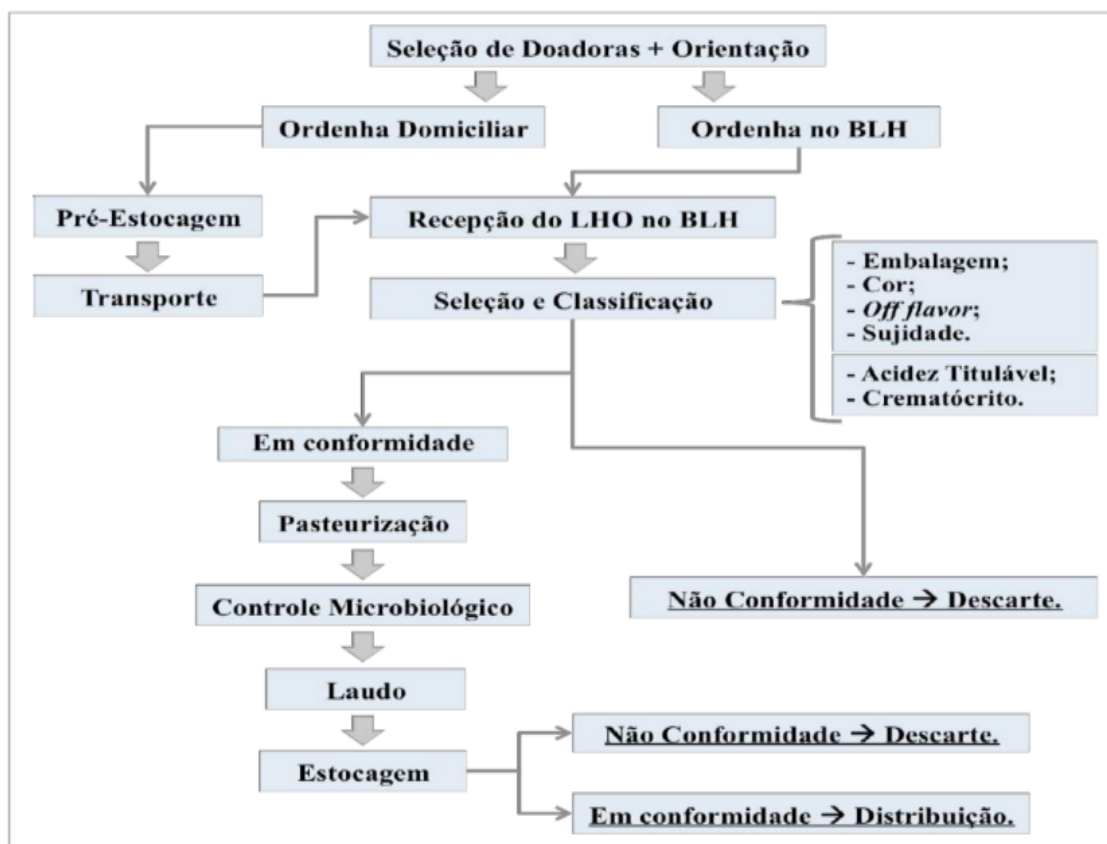 Seleção de Doadoras + Orientação
Ordenha Domiciliar
Ordenha no BLH
Pré-Estocagem
Recepção do LHO no BLH
Transporte
Seleção e Classificação
- Embalagem;
- Cor;
- Off flavor;
- Sujidade.
- Acidez Titulável;
- Crematócrito.
Em conformidade
Pasteurização
Controle Microbiológico
Não Conformidade → Descarte.
Laudo
Estocagem
Não Conformidade → Descarte.
Em conformidade → Distribuição.